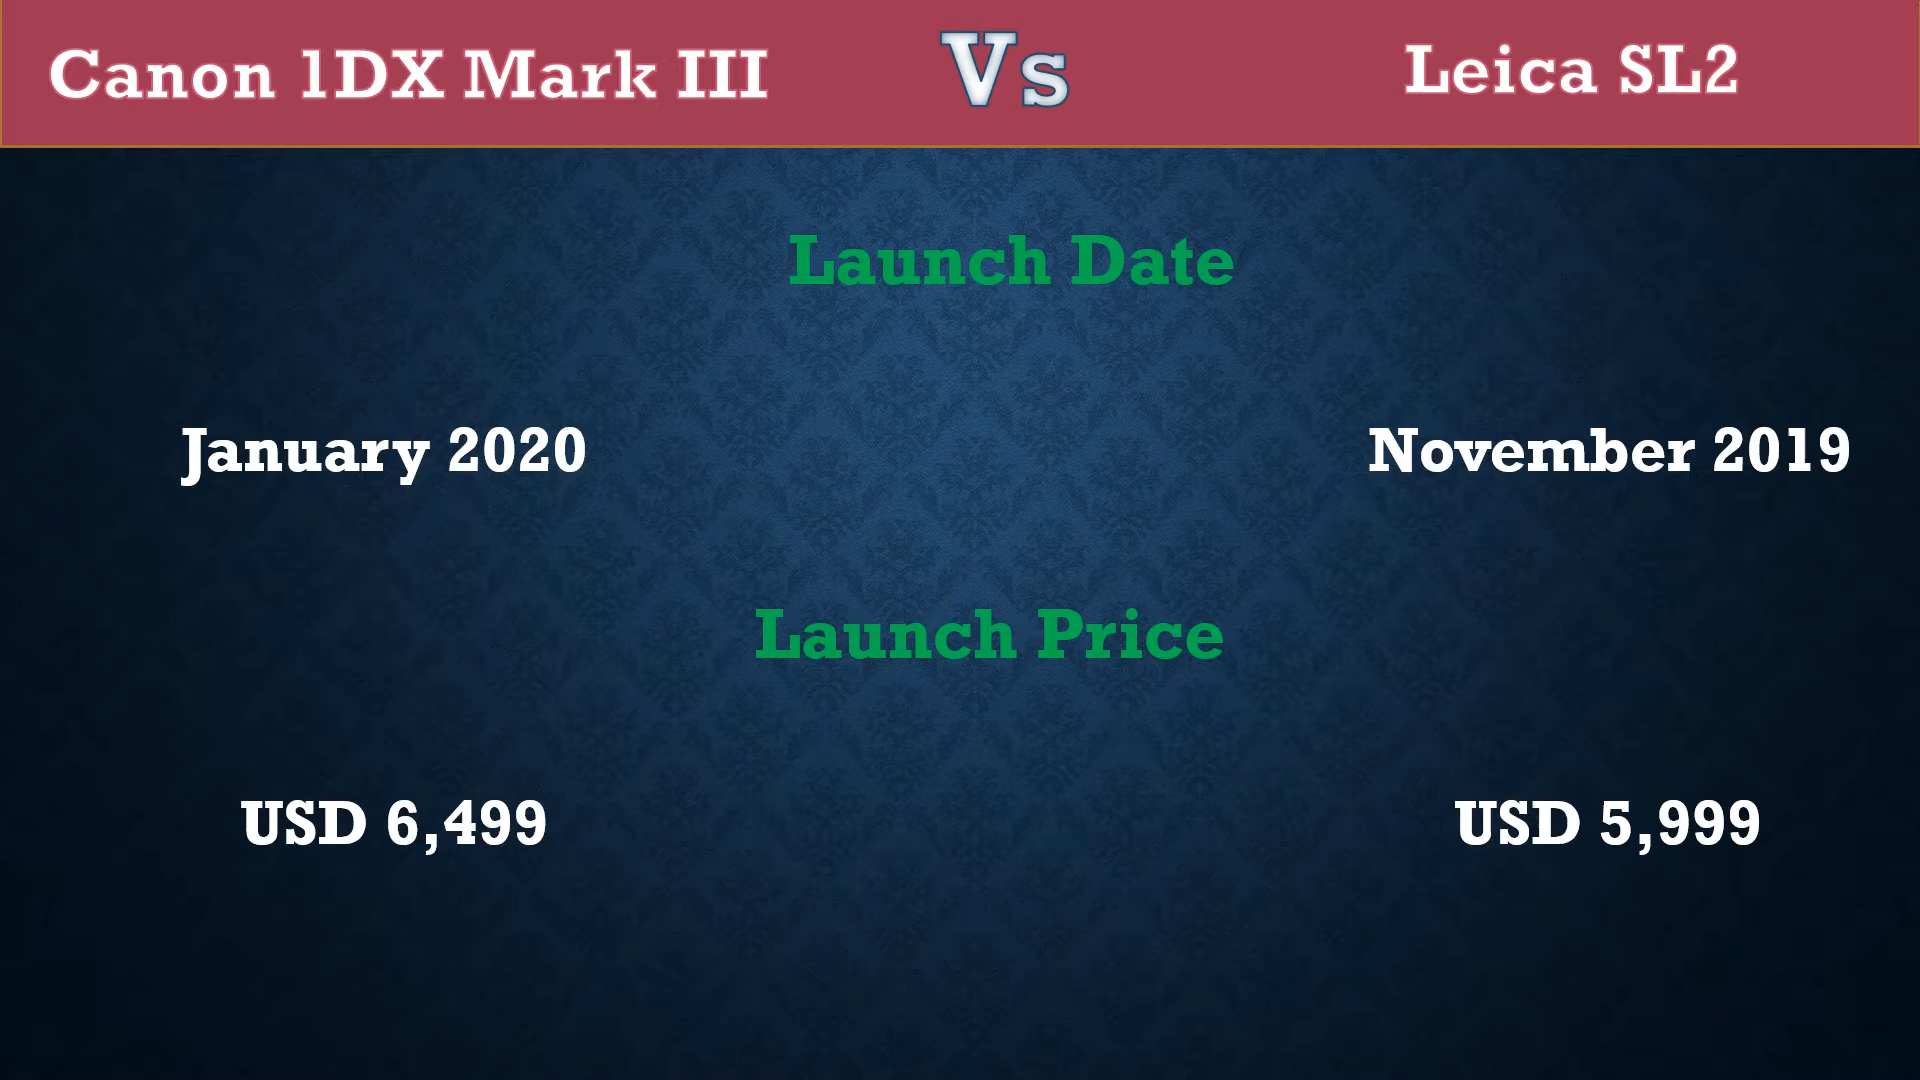 Canon 1DX Mark III Vs Leica SL2
Launch Date
January 2020 November 2019
Launch Price
USD 6,499 USD 5,999